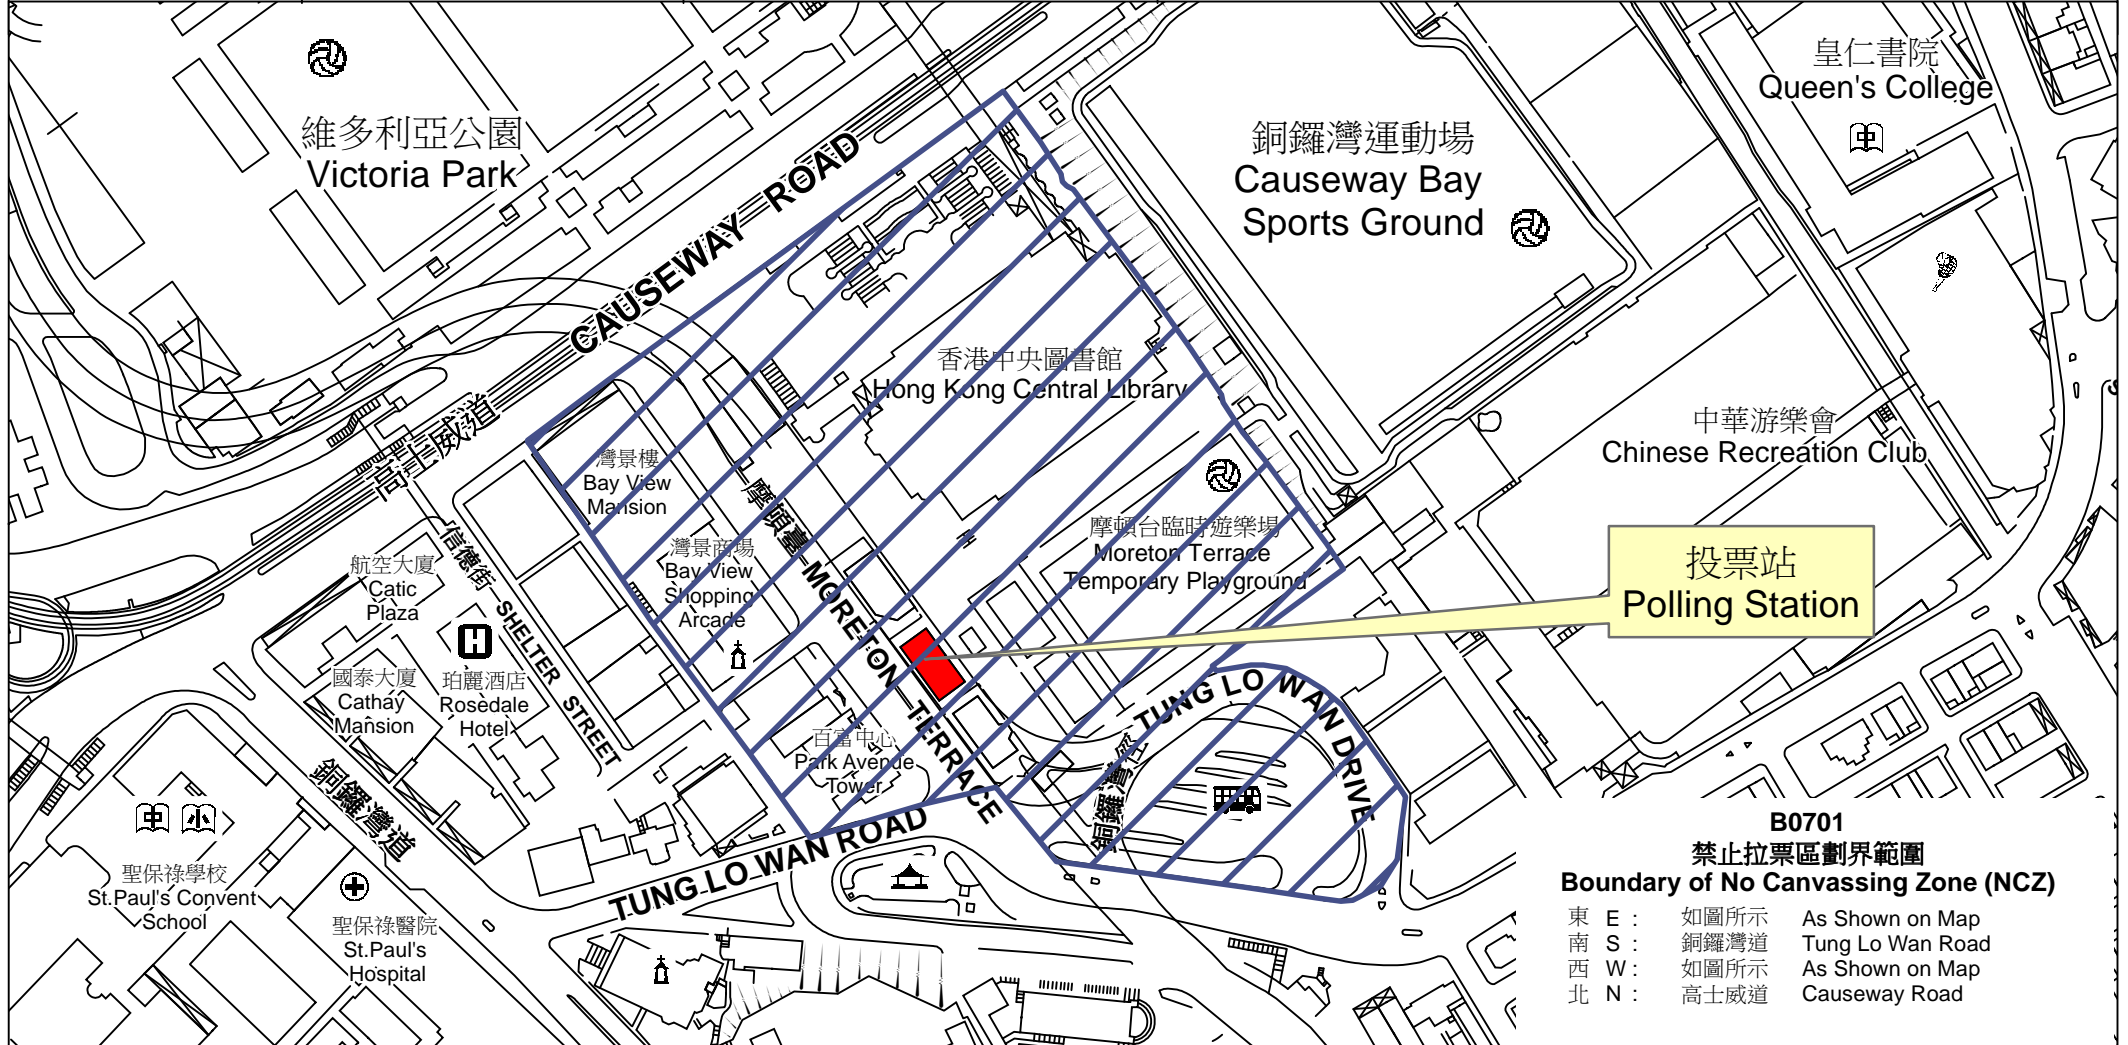 維多利亞公園
Victoria Park
CAUSEWAY ROAD
高士威道
銅鑼灣運動場
Causeway Bay
Sports Ground
皇仁書院
Queen's College
中
香港中央圖書館
Hong Kong Central Library
中華游樂會
Chinese Recreation Club
灣景樓
Bay View
Mansion
灣景商場
Bay View
Shopping
Arcade
摩頓臺 MORETON TERRACE
摩頓台臨時遊樂場
Moreton Terrace
Temporary Playground
投票站
Polling Station
航空大廈
Catic
Plaza
信德街 SHELTER STREET
H
國泰大廈
Cathay
Mansion
珀麗酒店
Rosedale
Hotel
百富中心
Park Avenue
Tower
銅鑼灣徑 TUNG LO WAN DRIVE
銅鑼灣道
TUNG LO WAN ROAD
中 小
聖保祿學校
St.Paul's Convent
School
聖保祿醫院
St.Paul's
Hospital
B0701
禁止拉票區劃界範圍
Boundary of No Canvassing Zone (NCZ)
東 E : 如圖所示 As Shown on Map
南 S : 銅鑼灣道 Tung Lo Wan Road
西 W : 如圖所示 As Shown on Map
北 N : 高士威道 Causeway Road